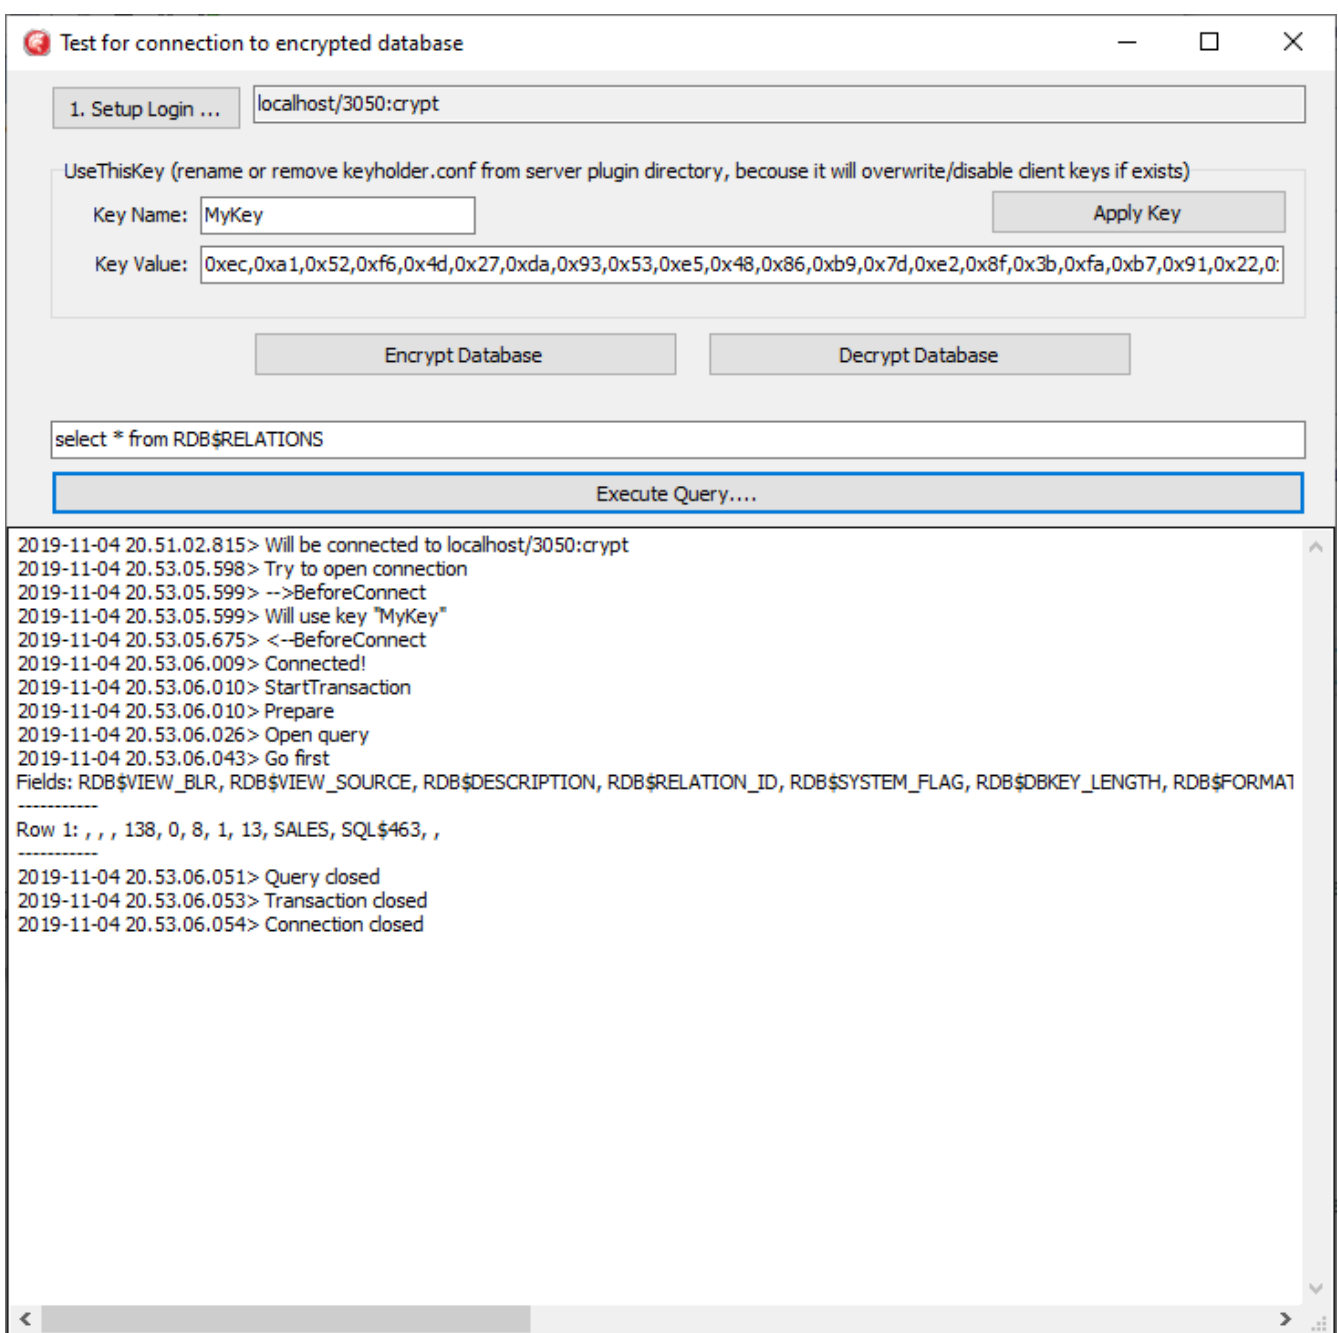 Test for connection to encrypted database
1. Setup Login ...
localhost/3050:crypt
UseThisKey (rename or remove keyholder.conf from server plugin directory, becouse it will overwrite/disable client keys if exists)
Key Name: MyKey
Apply Key
Key Value: 0xec,0xa1,0x52,0xf6,0x4d,0x27,0xda,0x93,0x53,0xe5,0x48,0x86,0xb9,0x7d,0xe2,0x8f,0x3b,0xfa,0xb7,0x91,0x22,0
Encrypt Database
Decrypt Database
select * from RDB$RELATIONS
Execute Query....
2019-11-04 20.51.02.815> Will be connected to localhost/3050:crypt
2019-11-04 20.53.05.598> Try to open connection
2019-11-04 20.53.05.599> -->BeforeConnect
2019-11-04 20.53.05.599> Will use key "MyKey"
2019-11-04 20.53.05.675> <--BeforeConnect
2019-11-04 20.53.06.009> Connected!
2019-11-04 20.53.06.010> StartTransaction
2019-11-04 20.53.06.010> Prepare
2019-11-04 20.53.06.026> Open query
2019-11-04 20.53.06.043> Go first
Fields: RDB$VIEW_BLR, RDB$VIEW_SOURCE, RDB$DESCRIPTION, RDB$RELATION_ID, RDB$SYSTEM_FLAG, RDB$DBKEY_LENGTH, RDB$FORMAT
-----------
Row 1: , , , 138, 0, 8, 1, 13, SALES, SQL$463, ,
-----------
2019-11-04 20.53.06.051> Query closed
2019-11-04 20.53.06.053> Transaction closed
2019-11-04 20.53.06.054> Connection closed